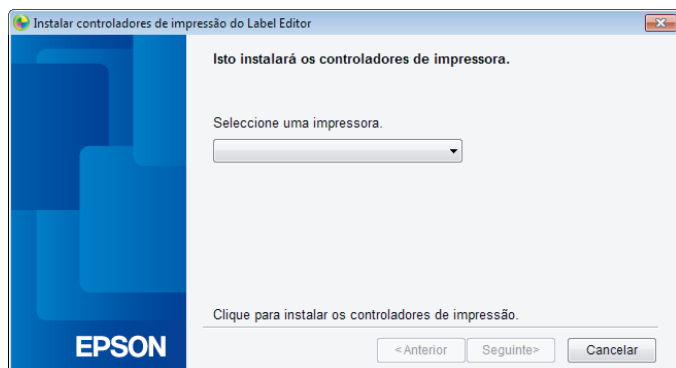 Instalar controladores de impressão do Label Editor
Isto instalará os controladores de impressora.
Seleccione uma impressora.
Clique para instalar os controladores de impressão.
EPSON
<Anterior
Seguinte>
Cancelar